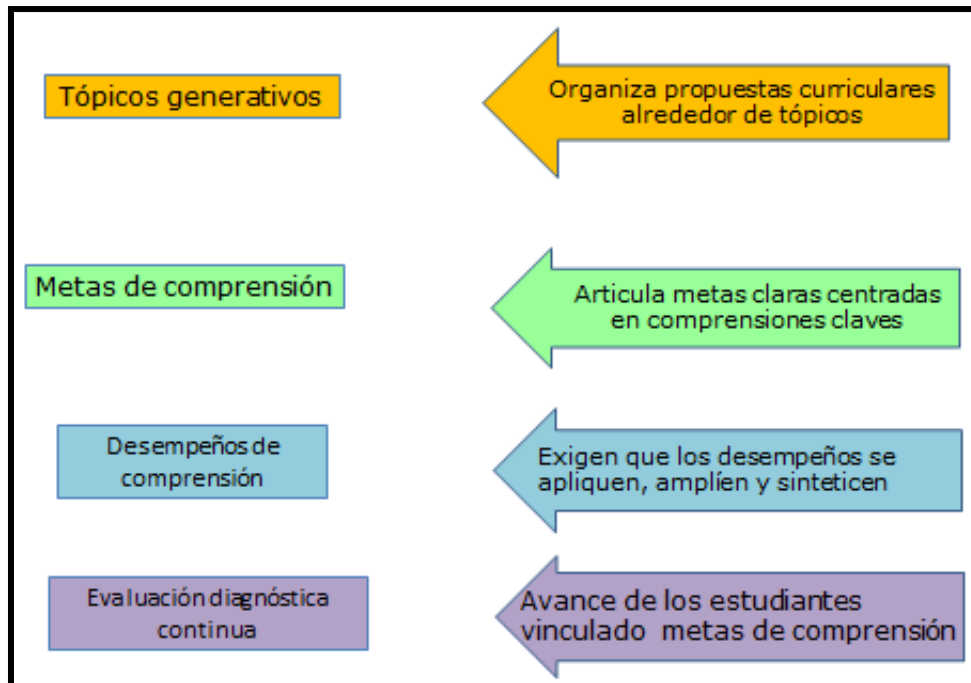 Tópicos generativos
Organiza propuestas curriculares
alrededor de tópicos
Metas de comprensión
Articula metas claras centradas
en comprensiones claves
Desempeños de
comprensión
Exigen que los desempeños se
apliquen, amplíen y sinteticen
Evaluación diagnóstica
continua
Avance de los estudiantes
vinculado metas de comprensión